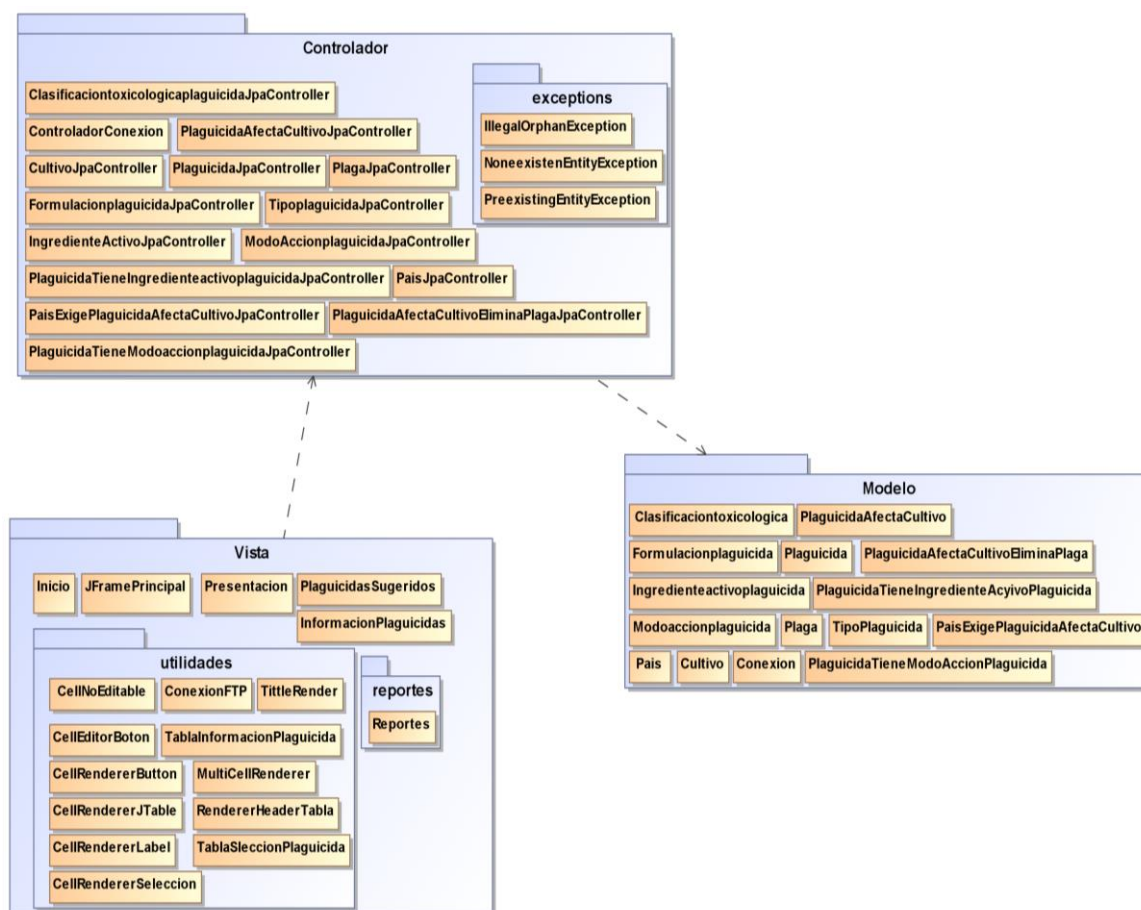 Controlador
ClasificaciontoxicologicaplaguicidaJpaController
ControladorConexion PlaguicidaAfectaCultivoJpaController
CultivoJpaController PlaguicidaJpaController PlagaJpaController
FormulacionplaguicidaJpaController TipoplaguicidaJpaController
IngredienteActivoJpaController ModoAccionplaguicidaJpaController
PlaguicidaTieneIngredienteactivoplaguicidaJpaController PaisJpaController
PaisExigePlaguicidaAfectaCultivoJpaController PlaguicidaAfectaCultivoEliminaPlagaJpaController
PlaguicidaTieneModoaccionplaguicidaJpaController
exceptions
IllegalOrphanException
NoneexistenEntityException
PreexistingEntityException
Vista
Inicio JFramePrincipal Presentacion PlaguicidasSugeridos
InformacionPlaguicidas
utilidades
CellNoEditable ConexionFTP TittleRender
CellEditorBoton TablaInformacionPlaguicida
CellRendererButton MultiCellRenderer
CellRendererJTable RendererHeaderTabla
CellRendererLabel TablaSleccionPlaguicida
CellRendererSeleccion
reportes
Reportes
Modelo
Clasificaciontoxicologica PlaguicidaAfectaCultivo
Formulacionplaguicida Plaguicida PlaguicidaAfectaCultivoEliminaPlaga
Ingredienteactivoplaguicida PlaguicidaTieneIngredienteAcyivoPlaguicida
Modoaccionplaguicida Plaga TipoPlaguicida PaisExigePlaguicidaAfectaCultivo
Pais Cultivo Conexion PlaguicidaTieneModoAccionPlaguicida